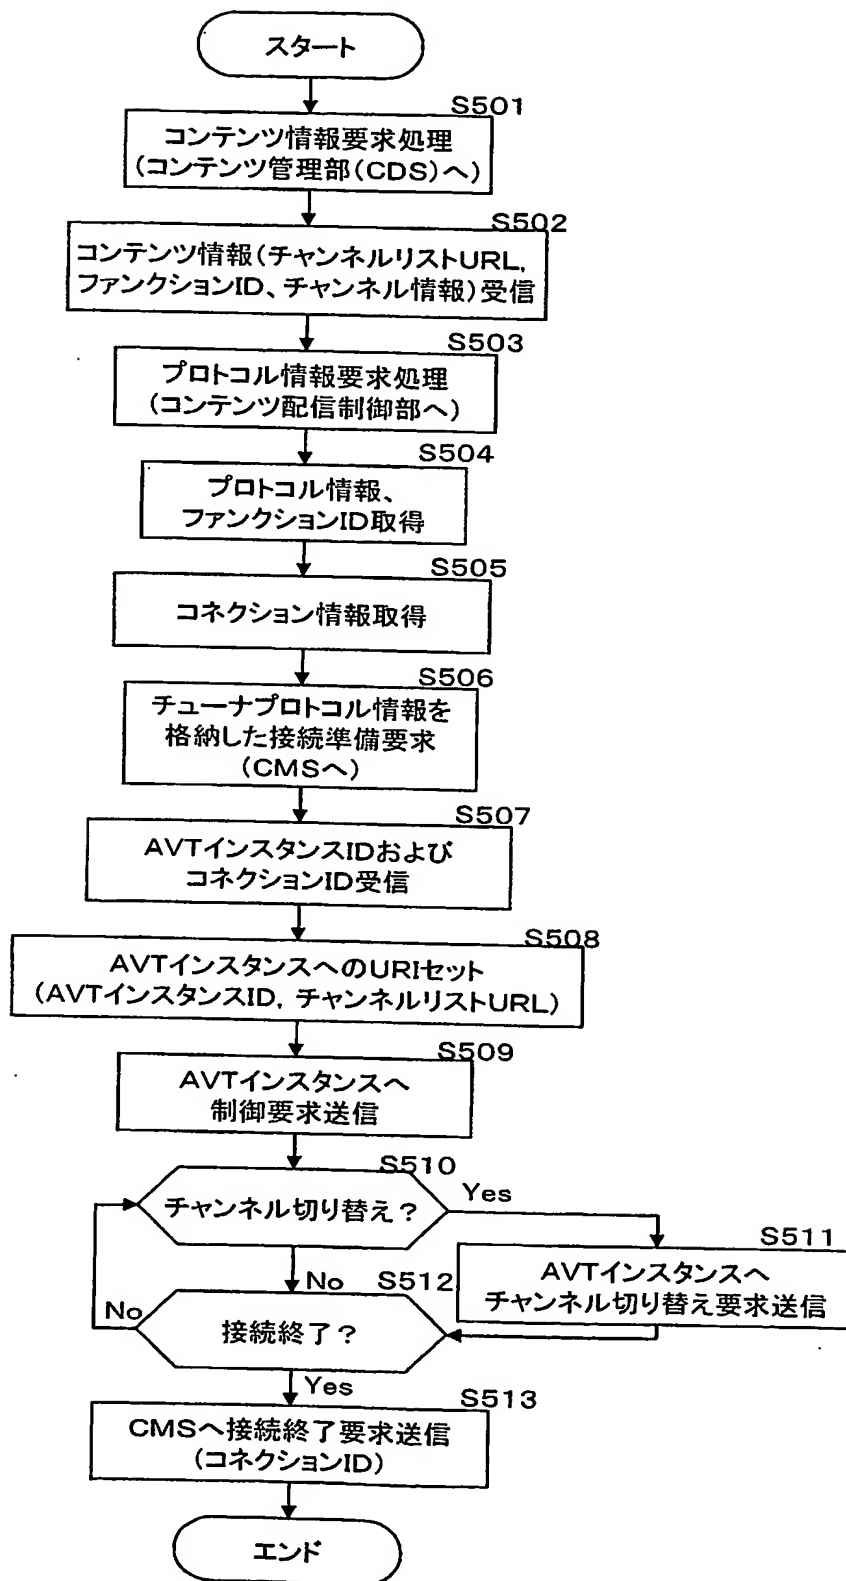 スタート
S501
コンテンツ情報要求処理
(コンテンツ管理部(CDS)へ)
S502
コンテンツ情報(チャンネルリストURL,
ファンクションID、チャンネル情報)受信
S503
プロトコル情報要求処理
(コンテンツ配信制御部へ)
S504
プロトコル情報、
ファンクションID取得
S505
コネクション情報取得
S506
チューナプロトコル情報を
格納した接続準備要求
(CMSへ)
S507
AVTインスタンスIDおよび
コネクションID受信
S508
AVTインスタンスへのURIセット
(AVTインスタンスID, チャンネルリストURL)
S509
AVTインスタンスへ
制御要求送信
S510
チャンネル切り替え?
Yes
S511
AVTインスタンスへ
チャンネル切り替え要求送信
No
S512
接続終了?
No
Yes
S513
CMSへ接続終了要求送信
(コネクションID)
エンド